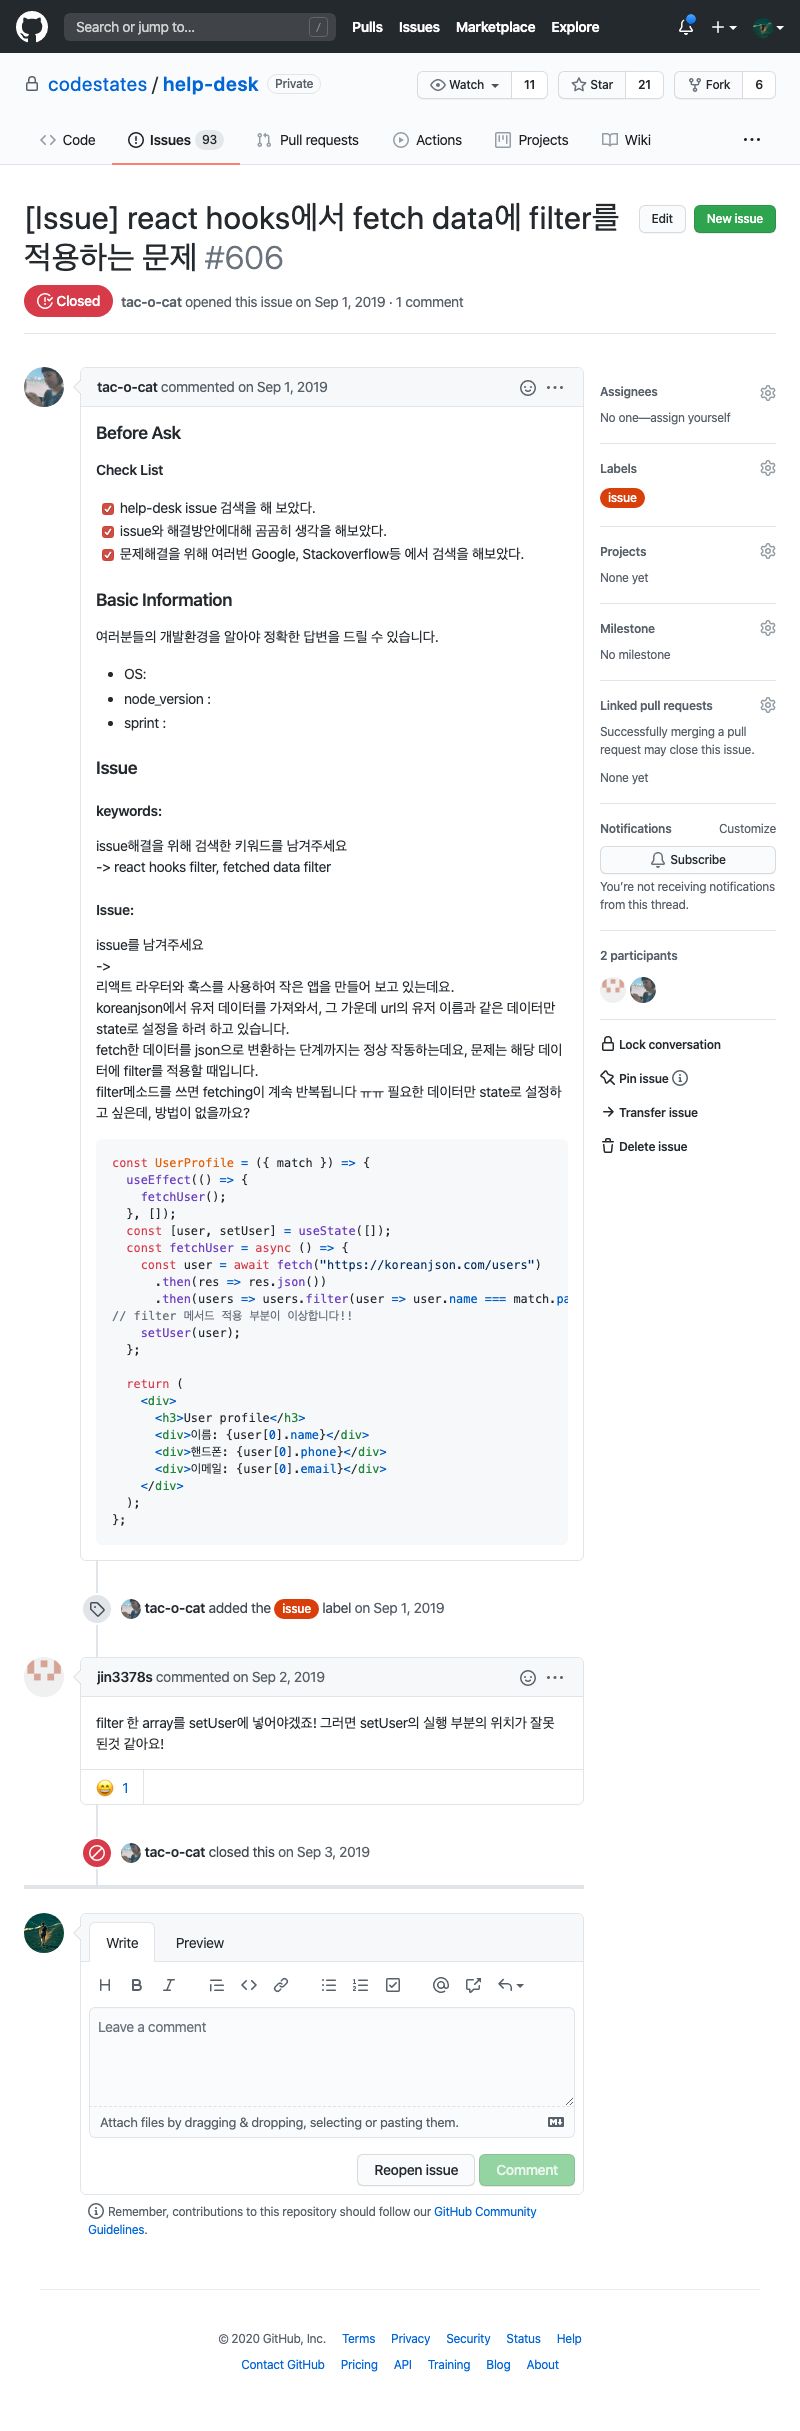 Search or jump to... /
Pulls Issues Marketplace Explore
codestates / help-desk Private
Watch 11 Star 21 Fork 6
Code Issues 93 Pull requests Actions Projects Wiki
[Issue] react hooks에서 fetch data에 filter를
적용하는 문제 #606
Edit New issue
Closed tac-o-cat opened this issue on Sep 1, 2019 · 1 comment
tac-o-cat commented on Sep 1, 2019
Before Ask
Check List
help-desk issue 검색을 해 보았다.
issue와 해결방안에대해 곰곰히 생각을 해보았다.
문제해결을 위해 여러번 Google, Stackoverflow등 에서 검색을 해보았다.
Basic Information
여러분들의 개발환경을 알아야 정확한 답변을 드릴 수 있습니다.
• OS:
• node_version :
• sprint :
Issue
keywords:
issue해결을 위해 검색한 키워드를 남겨주세요
-> react hooks filter, fetched data filter
Issue:
issue를 남겨주세요
->
리액트 라우터와 훅스를 사용하여 작은 앱을 만들어 보고 있는데요.
koreanjson에서 유저 데이터를 가져와서, 그 가운데 url의 유저 이름과 같은 데이터만
state로 설정을 하려 하고 있습니다.
fetch한 데이터를 json으로 변환하는 단계까지는 정상 작동하는데요, 문제는 해당 데이
터에 filter를 적용할 때입니다.
filter메소드를 쓰면 fetching이 계속 반복됩니다 ㅠㅠ 필요한 데이터만 state로 설정하
고 싶은데, 방법이 없을까요?
const UserProfile = ({ match }) => {
useEffect(() => {
fetchUser();
}, []);
const [user, setUser] = useState([]);
const fetchUser = async () => {
const user = await fetch("https://koreanjson.com/users")
.then(res => res.json())
.then(users => users.filter(user => user.name === match.pa
// filter 메서드 적용 부분이 이상합니다!!
setUser(user);
};
return (
<div>
<h3>User profile</h3>
<div>이름: {user[0].name}</div>
<div>핸드폰: {user[0].phone}</div>
<div>이메일: {user[0].email}</div>
</div>
);
};
tac-o-cat added the issue label on Sep 1, 2019
jin3378s commented on Sep 2, 2019
filter 한 array를 setUser에 넣어야겠죠! 그러면 setUser의 실행 부분의 위치가 잘못
된것 같아요!
1
tac-o-cat closed this on Sep 3, 2019
Write Preview
Leave a comment
Attach files by dragging & dropping, selecting or pasting them.
Reopen issue Comment
Remember, contributions to this repository should follow our GitHub Community
Guidelines.
Assignees
No one—assign yourself
Labels
issue
Projects
None yet
Milestone
No milestone
Linked pull requests
Successfully merging a pull
request may close this issue.
None yet
Notifications Customize
Subscribe
You're not receiving notifications
from this thread.
2 participants
Lock conversation
Pin issue
Transfer issue
Delete issue
© 2020 GitHub, Inc. Terms Privacy Security Status Help
Contact GitHub Pricing API Training Blog About